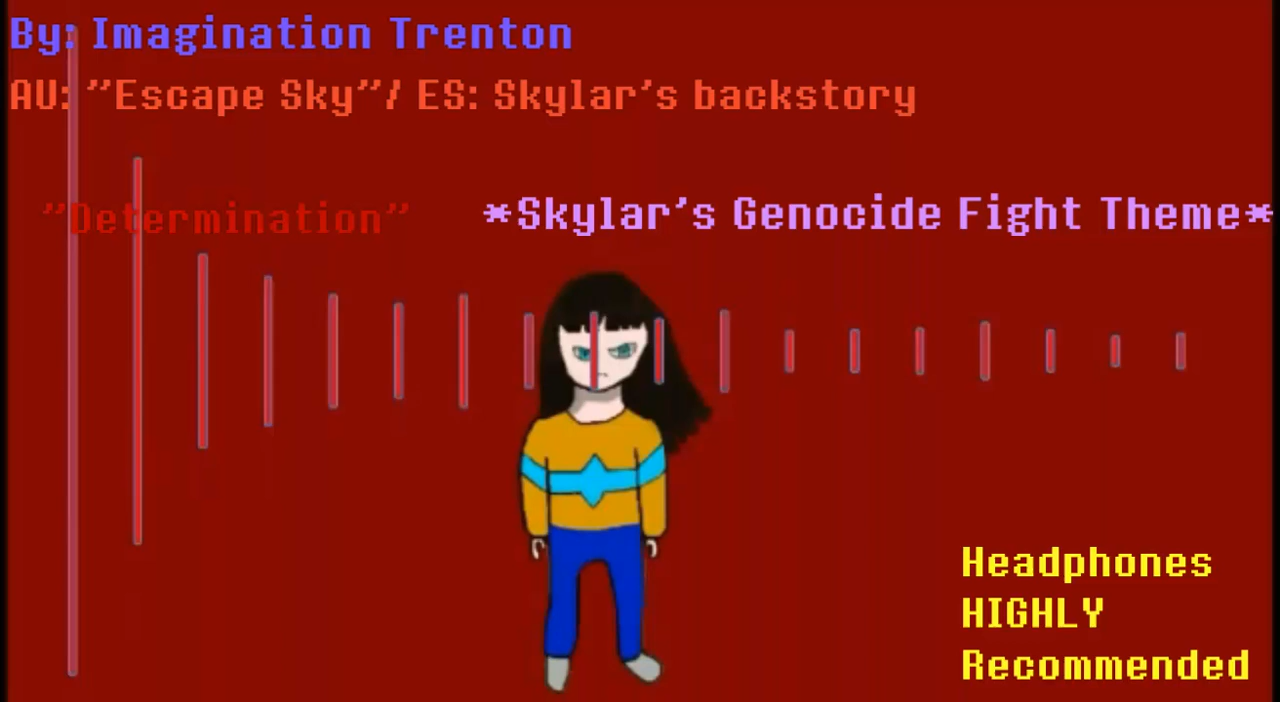 By: Imagination Trenton
AU: "Escape Sky"/ ES: Skylar's backstory
"Determination" *Skylar's Genocide Fight Theme*
Headphones
HIGHLY
Recommended